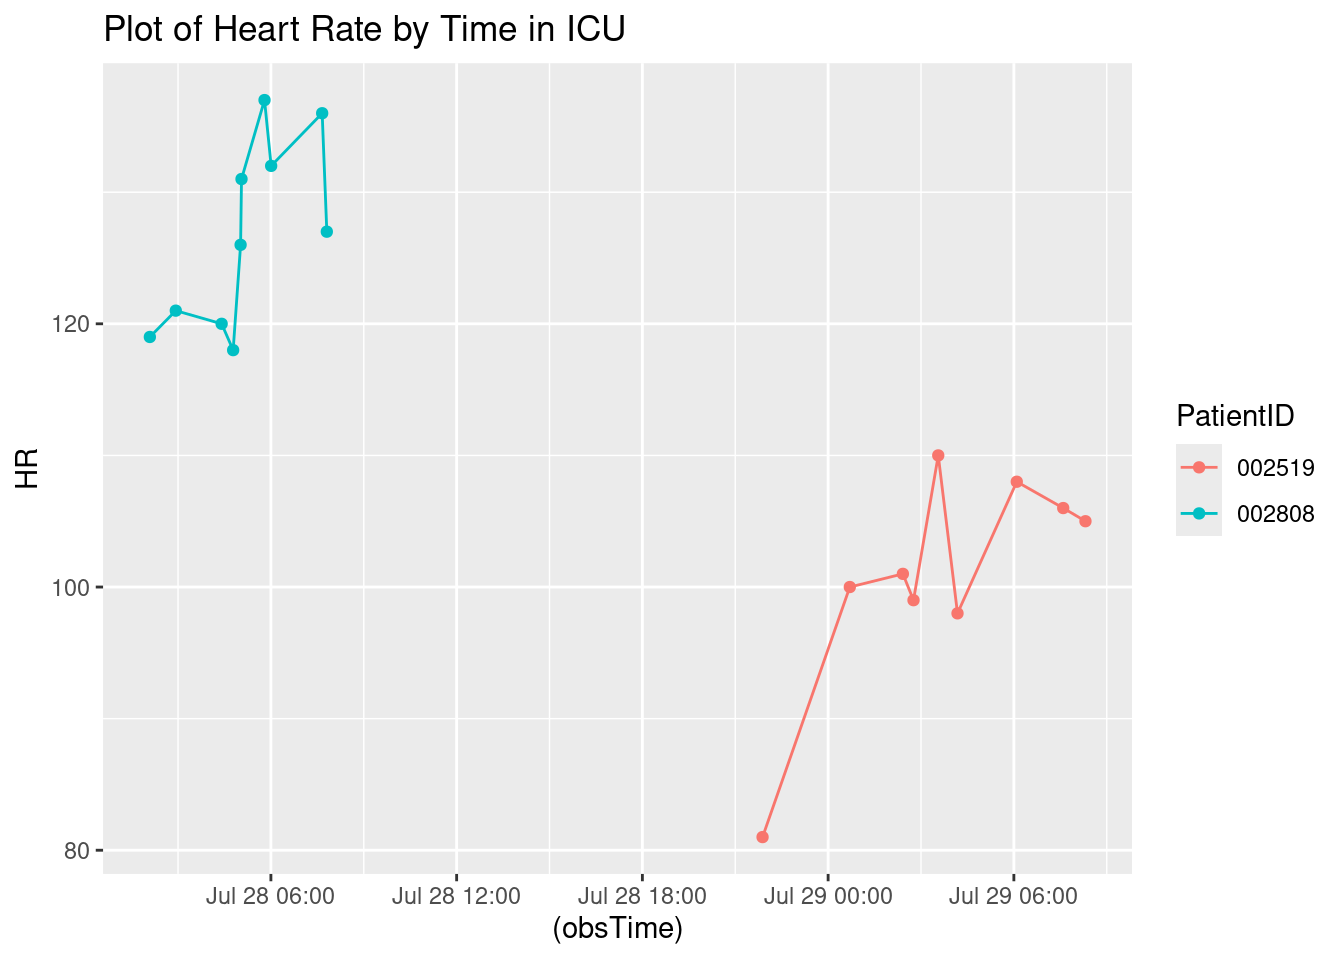 Plot of Heart Rate by Time in ICU
HR
120
100
80
Jul 28 06:00 Jul 28 12:00 Jul 28 18:00 Jul 29 00:00 Jul 29 06:00
(obsTime)
PatientID
002519
002808